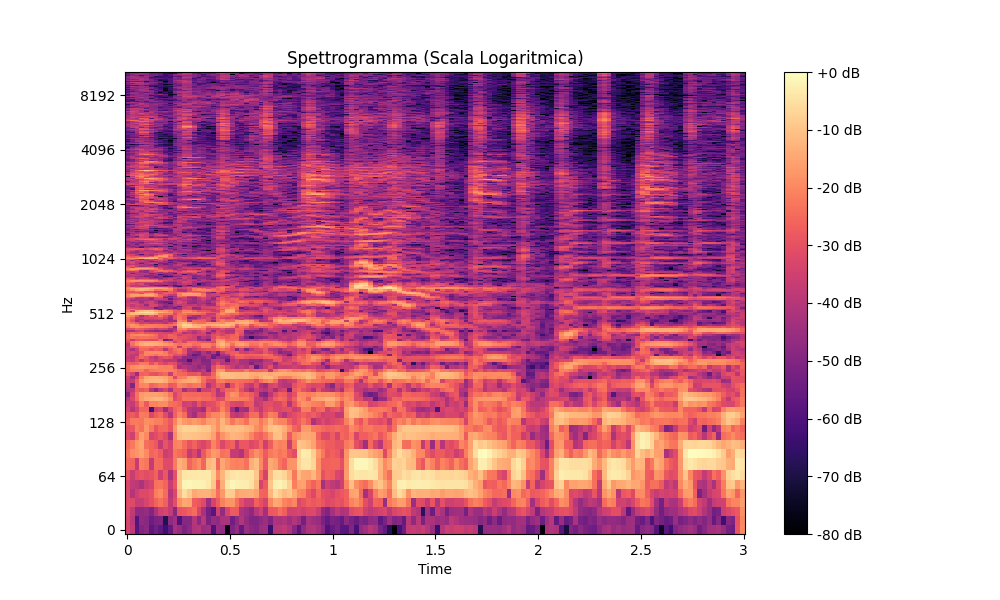 Spettrogramma (Scala Logaritmica)
Hz
8192
4096
2048
1024
512
256
128
64
0
0
0.5
1
1.5
2
2.5
3
Time
+0 dB
-10 dB
-20 dB
-30 dB
-40 dB
-50 dB
-60 dB
-70 dB
-80 dB